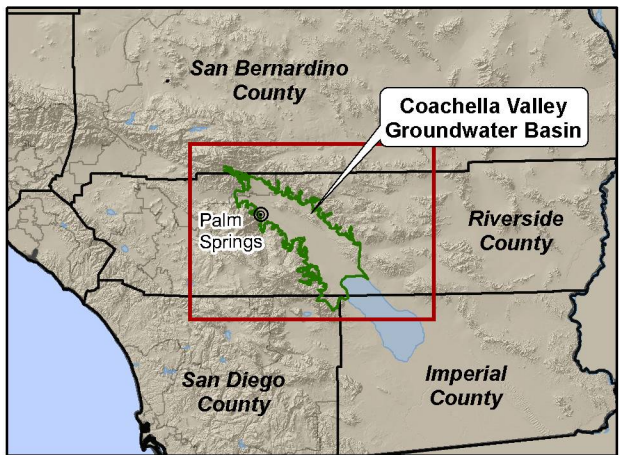 San Bernardino
County
Coachella Valley
Groundwater Basin
Palm
Springs
Riverside
County
San Diego
County
Imperial
County